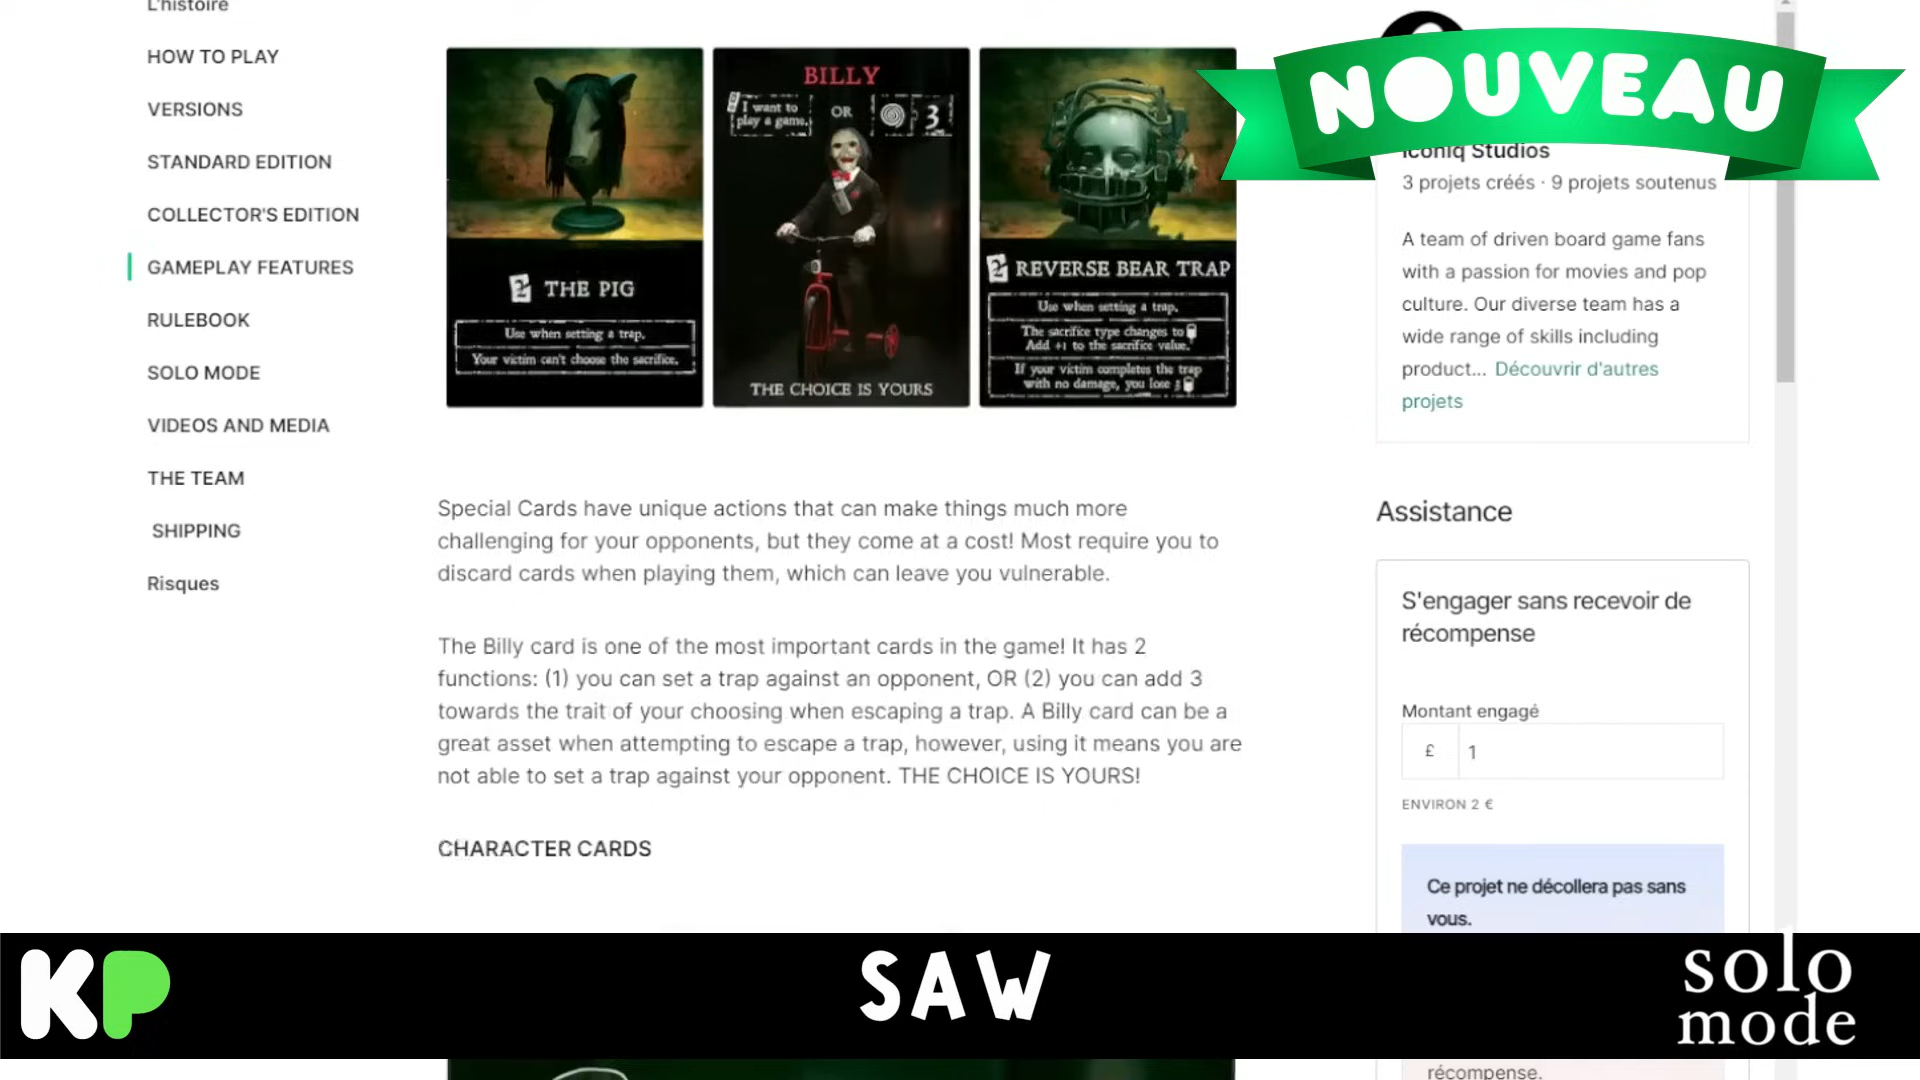 L'histoire
HOW TO PLAY
VERSIONS
STANDARD EDITION
COLLECTOR'S EDITION
GAMEPLAY FEATURES
RULEBOOK
SOLO MODE
VIDEOS AND MEDIA
THE TEAM
SHIPPING
Risques
2 THE PIG
Use when setting a trap.
Your victim can't choose the sacrifice.
BILLY
I want to
play a game.
OR
3
THE CHOICE IS YOURS
2 REVERSE BEAR TRAP
Use when setting a trap.
The sacrifice type changes to
Add +1 to the sacrifice value.
If your victim completes the trap
with no damage, you lose
Special Cards have unique actions that can make things much more
challenging for your opponents, but they come at a cost! Most require you to
discard cards when playing them, which can leave you vulnerable.
The Billy card is one of the most important cards in the game! It has 2
functions: (1) you can set a trap against an opponent, OR (2) you can add 3
towards the trait of your choosing when escaping a trap. A Billy card can be a
great asset when attempting to escape a trap, however, using it means you are
not able to set a trap against your opponent. THE CHOICE IS YOURS!
CHARACTER CARDS
NOUVEAU
Iconiq Studios
3 projets créés · 9 projets soutenus
A team of driven board game fans
with a passion for movies and pop
culture. Our diverse team has a
wide range of skills including
product... Découvrir d'autres
projets
Assistance
S'engager sans recevoir de
récompense
Montant engagé
£ 1
ENVIRON 2 €
Ce projet ne décollera pas sans
vous.
récompense.
KP
SAW
solo
mode